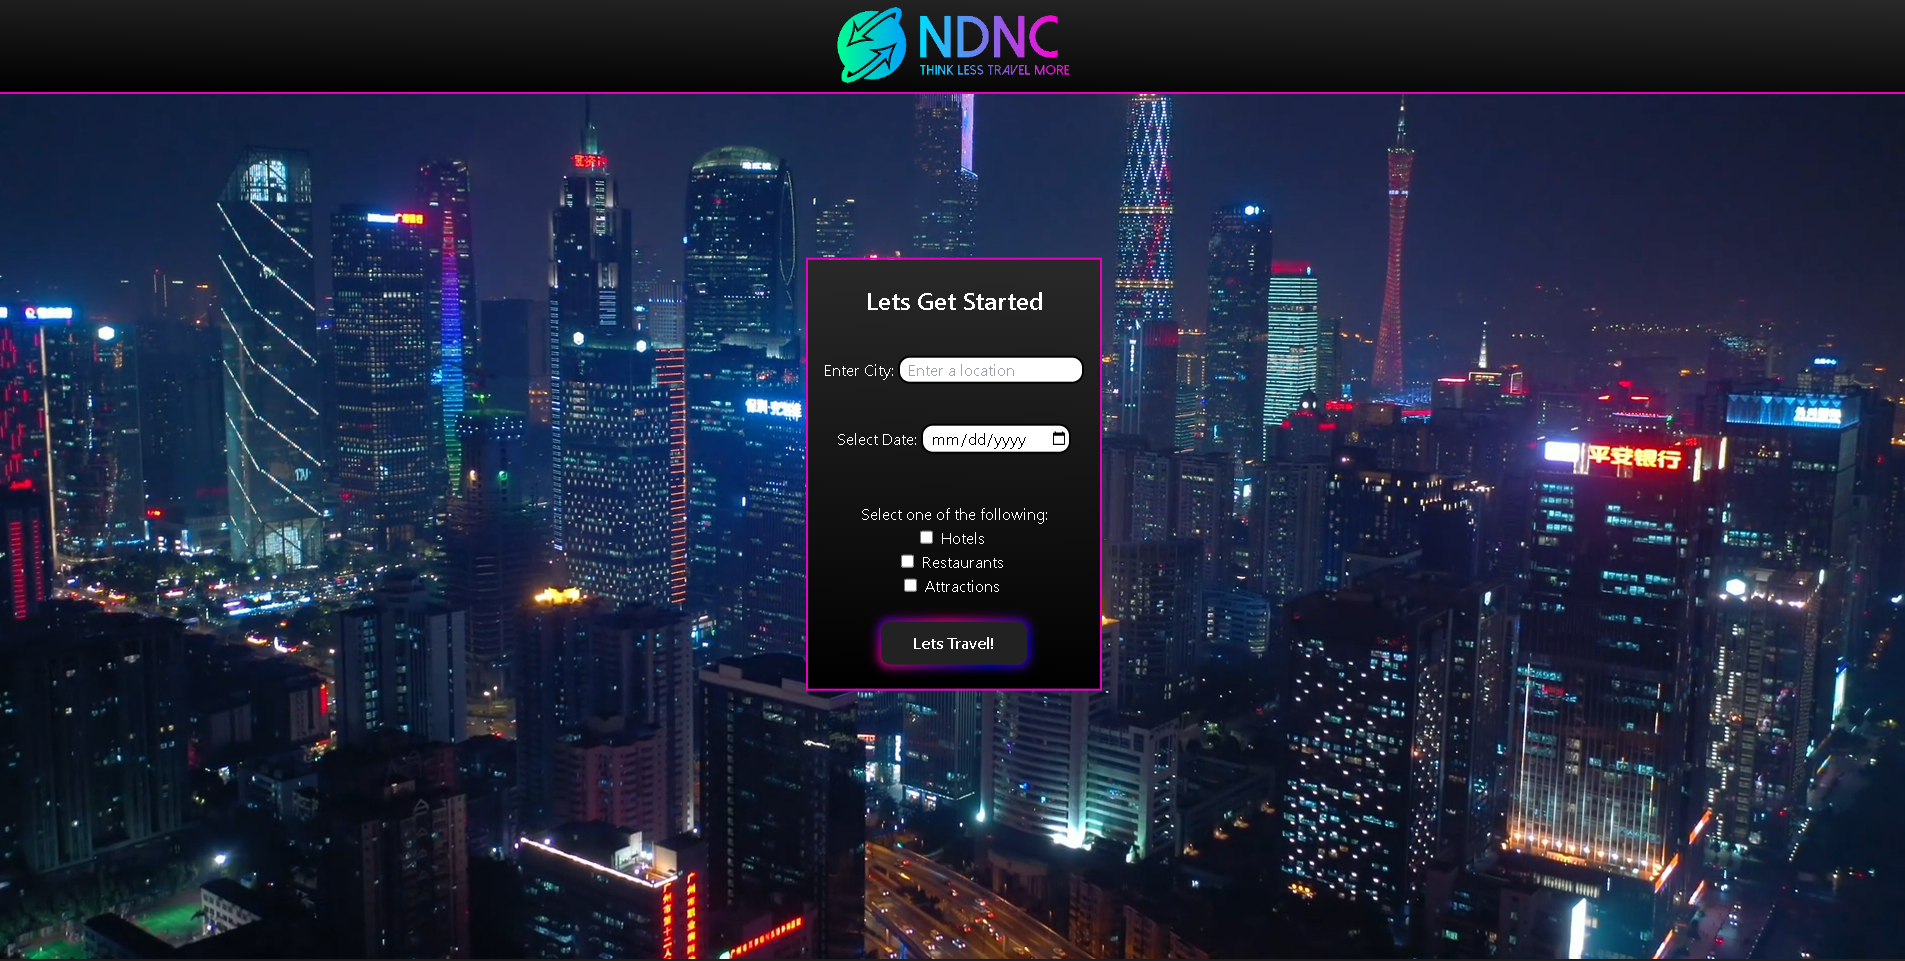 NDNC
THINK LESS TRAVEL MORE
Lets Get Started
Enter City: Enter a location
Select Date: mm/dd/yyyy
Select one of the following:
Hotels
Restaurants
Attractions
Lets Travel!
平安银行